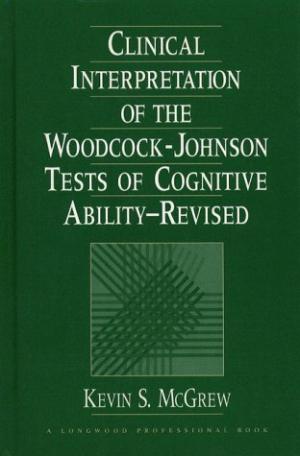 CLINICAL
INTERPRETATION
OF THE
WOODCOCK-JOHNSON
TESTS OF COGNITIVE
ABILITY–REVISED
KEVIN S. MCGREW
A LONGWOOD PROFESSIONAL BOOK